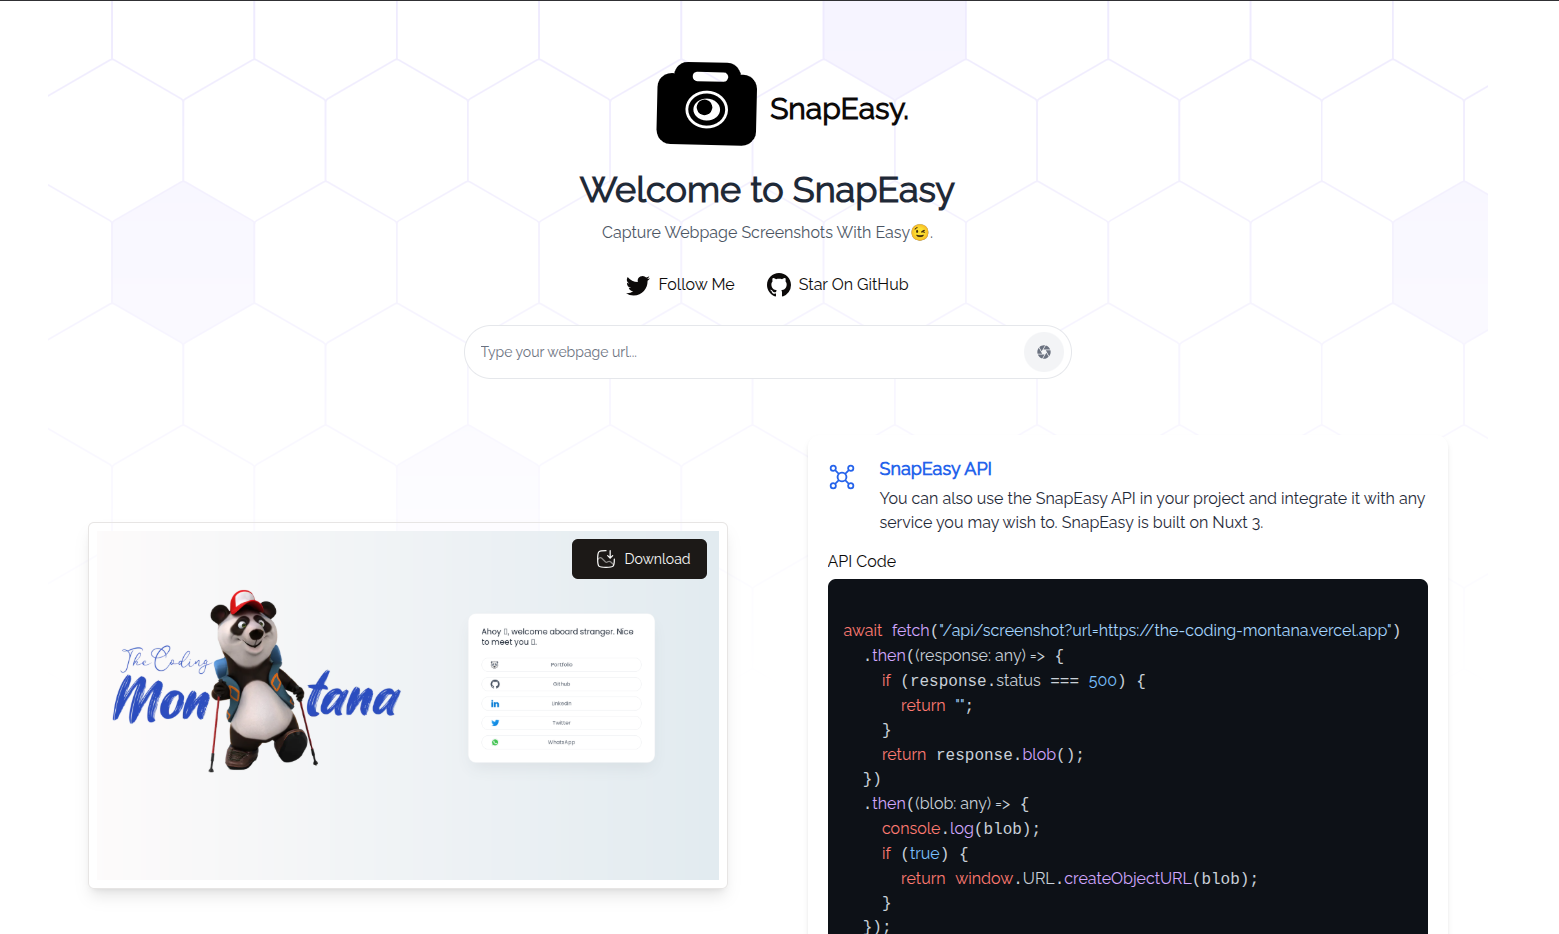 SnapEasy.
Welcome to SnapEasy
Capture Webpage Screenshots With Easy😉.
Follow Me
Star On GitHub
Type your webpage url...
Download
The Coding
Montana
Ahoy ▯, welcome aboard stranger. Nice
to meet you ▯.
Portfolio
Github
Linkedin
Twitter
WhatsApp
SnapEasy API
You can also use the SnapEasy API in your project and integrate it with any
service you may wish to. SnapEasy is built on Nuxt 3.
API Code
await fetch("/api/screenshot?url=https://the-coding-montana.vercel.app")
.then((response: any) => {
if (response.status === 500) {
return "";
}
return response.blob();
})
.then((blob: any) => {
console.log(blob);
if (true) {
return window.URL.createObjectURL(blob);
}
});